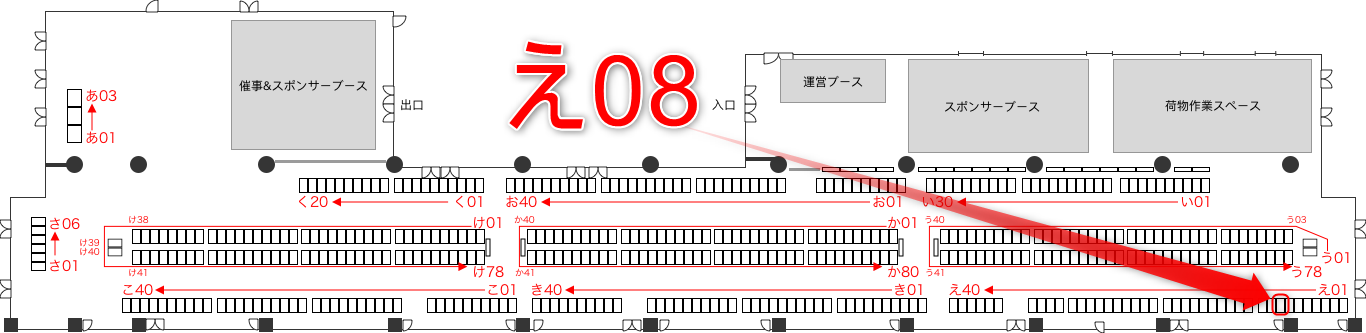 え08
催事&スポンサーブース
出口
入口
運営ブース
スポンサーブース
荷物作業スペース
あ03
あ01
く20 く01
お40 お01
い30 い01
さ06
さ01
け38 け01
け39
け40
け41 け78
か40 か01
か41 か80
う40 う03
う01
う41 う78
こ40 こ01
き40 き01
え40 え01